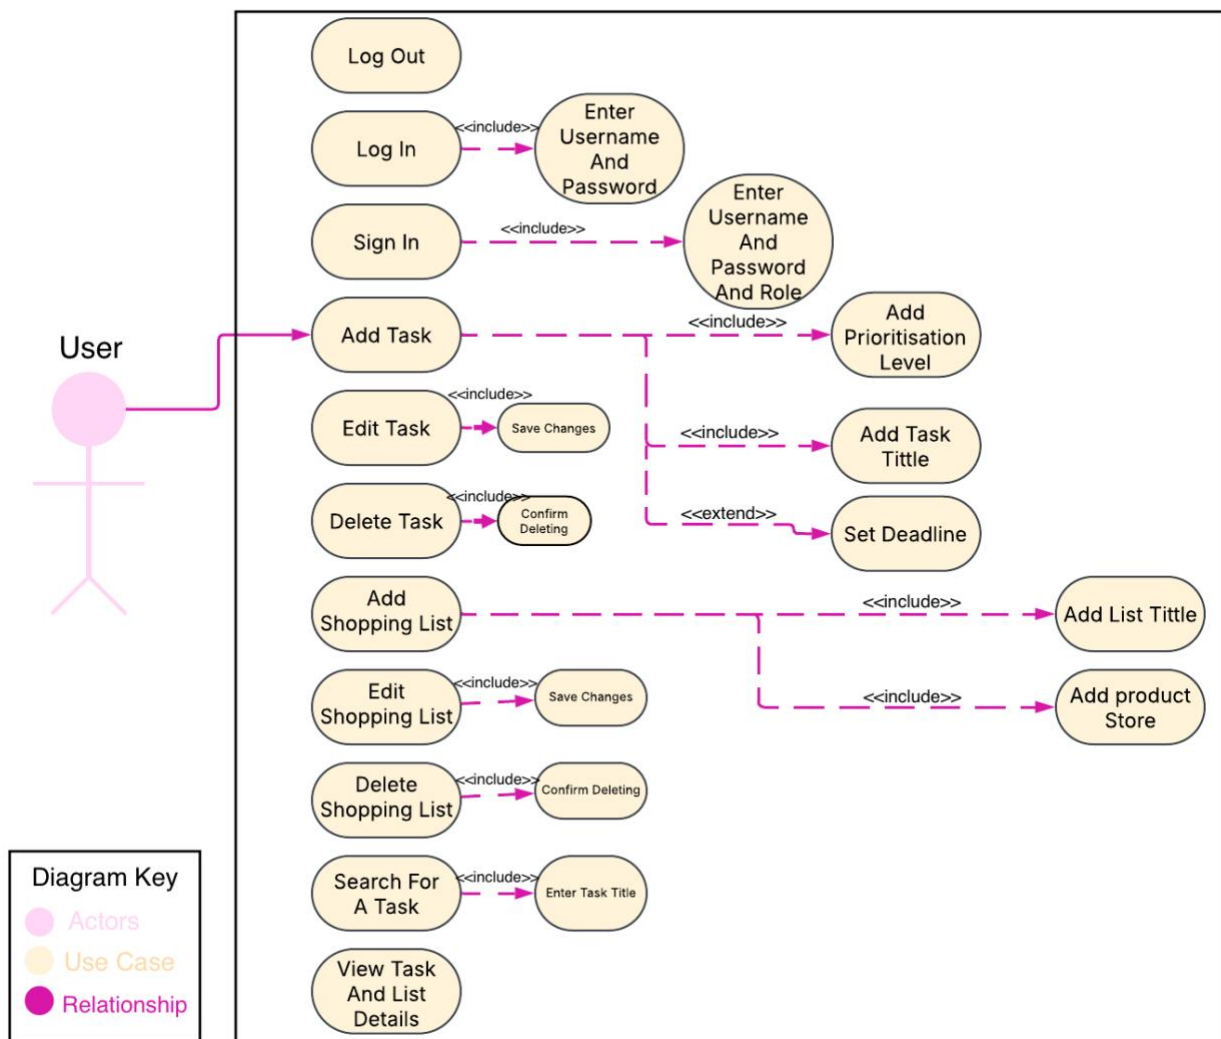 Log Out
Log In
<<include>>
Enter
Username
And
Password
Sign In
<<include>>
Enter
Username
And
Password
And Role
User
Add Task
<<include>>
Add
Prioritisation
Level
Edit Task
<<include>>
Save Changes
<<include>>
Add Task
Tittle
Delete Task
<<include>>
Confirm
Deleting
<<extend>>
Set Deadline
Add
Shopping List
<<include>>
Add List Tittle
Edit
Shopping List
<<include>>
Save Changes
<<include>>
Add product
Store
Delete
Shopping List
<<include>>
Confirm Deleting
Search For
A Task
<<include>>
Enter Task Title
View Task
And List
Details
Diagram Key
Actors
Use Case
Relationship